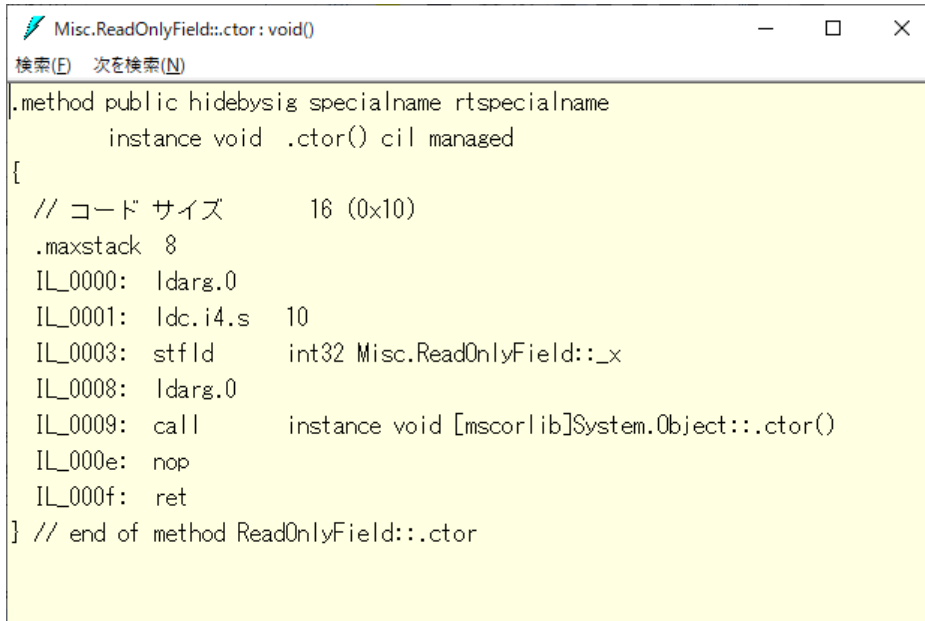 Misc.ReadOnlyField::.ctor : void()
検索(F) 次を検索(N)
.method public hidebysig specialname rtspecialname
        instance void  .ctor() cil managed
{
  // コード サイズ       16 (0x10)
  .maxstack  8
  IL_0000:  ldarg.0
  IL_0001:  ldc.i4.s   10
  IL_0003:  stfld      int32 Misc.ReadOnlyField::_x
  IL_0008:  ldarg.0
  IL_0009:  call       instance void [mscorlib]System.Object::.ctor()
  IL_000e:  nop
  IL_000f:  ret
} // end of method ReadOnlyField::.ctor